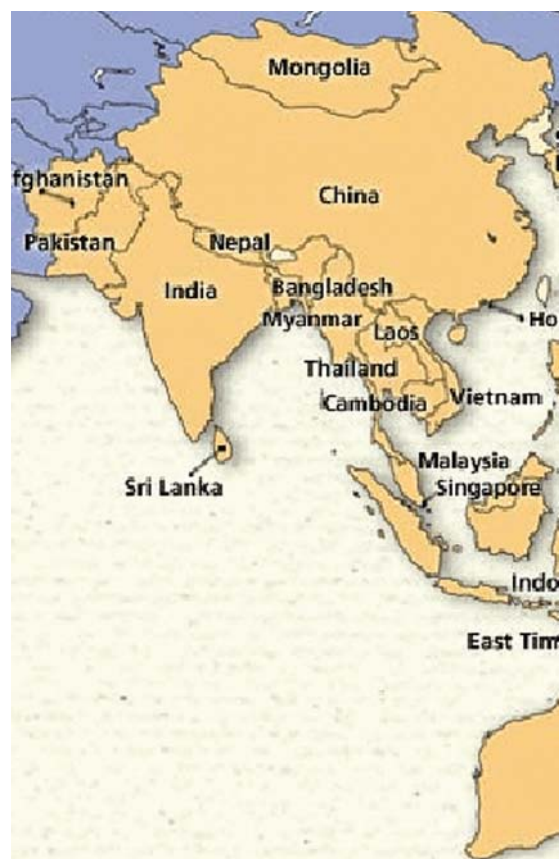 Mongolia
fghanistan
China
Pakistan
Nepal
India
Bangladesh
Myanmar
Ho
Laos
Thailand
Vietnam
Cambodia
Malaysia
Sri Lanka
Singapore
Indo
East Tim